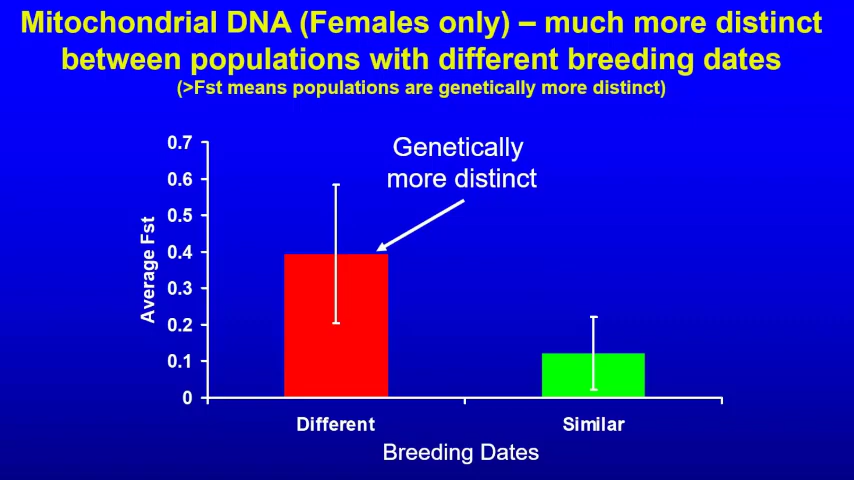 Mitochondrial DNA (Females only) – much more distinct
between populations with different breeding dates
(>Fst means populations are genetically more distinct)
Genetically
more distinct
Average Fst
0.7
0.6
0.5
0.4
0.3
0.2
0.1
0
Different
Similar
Breeding Dates